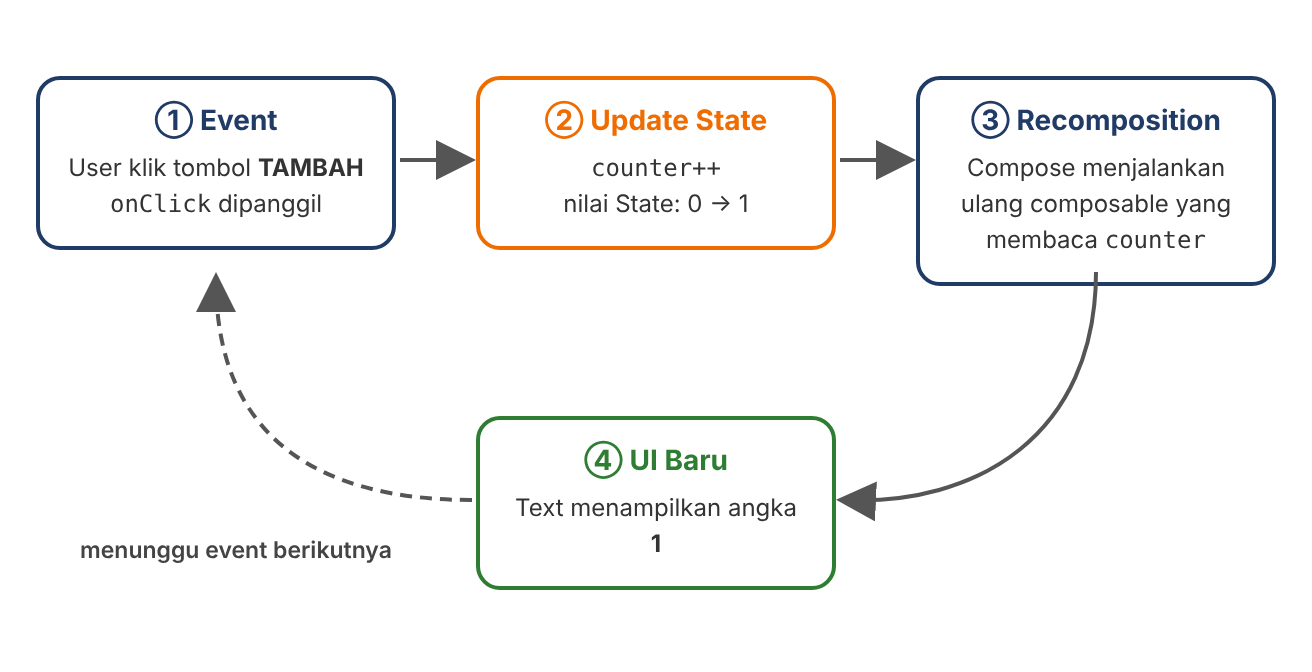 ① Event
User klik tombol TAMBAH
onClick dipanggil
② Update State
counter++
nilai State: 0 → 1
③ Recomposition
Compose menjalankan
ulang composable yang
membaca counter
④ UI Baru
Text menampilkan angka
1
menunggu event berikutnya